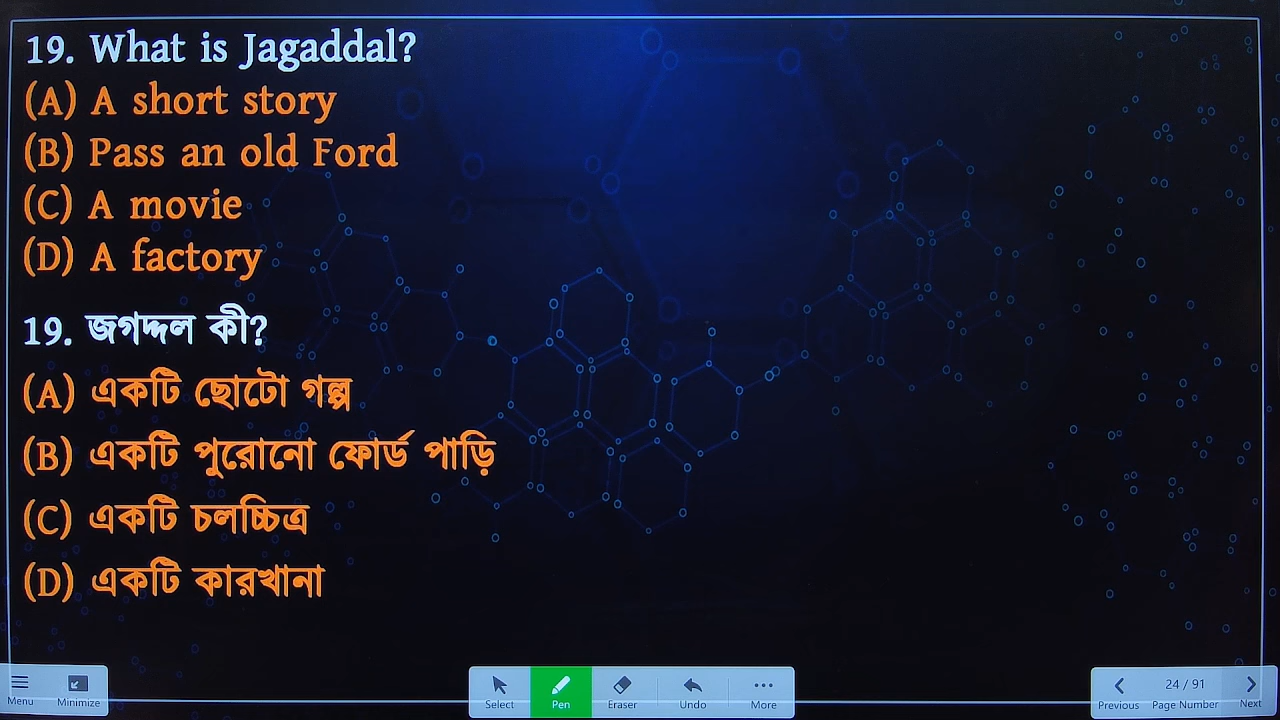 19. What is Jagaddal?
(A) A short story
(B) Pass an old Ford
(C) A movie
(D) A factory
19. জগদ্দল কী?
(A) একটি ছোটো গল্প
(B) একটি পুরোনো ফোর্ড পাড়ি
(C) একটি চলচ্চিত্র
(D) একটি কারখানা
Menu
Minimize
Select
Pen
Eraser
Undo
More
Previous
24 / 91
Page Number
Next